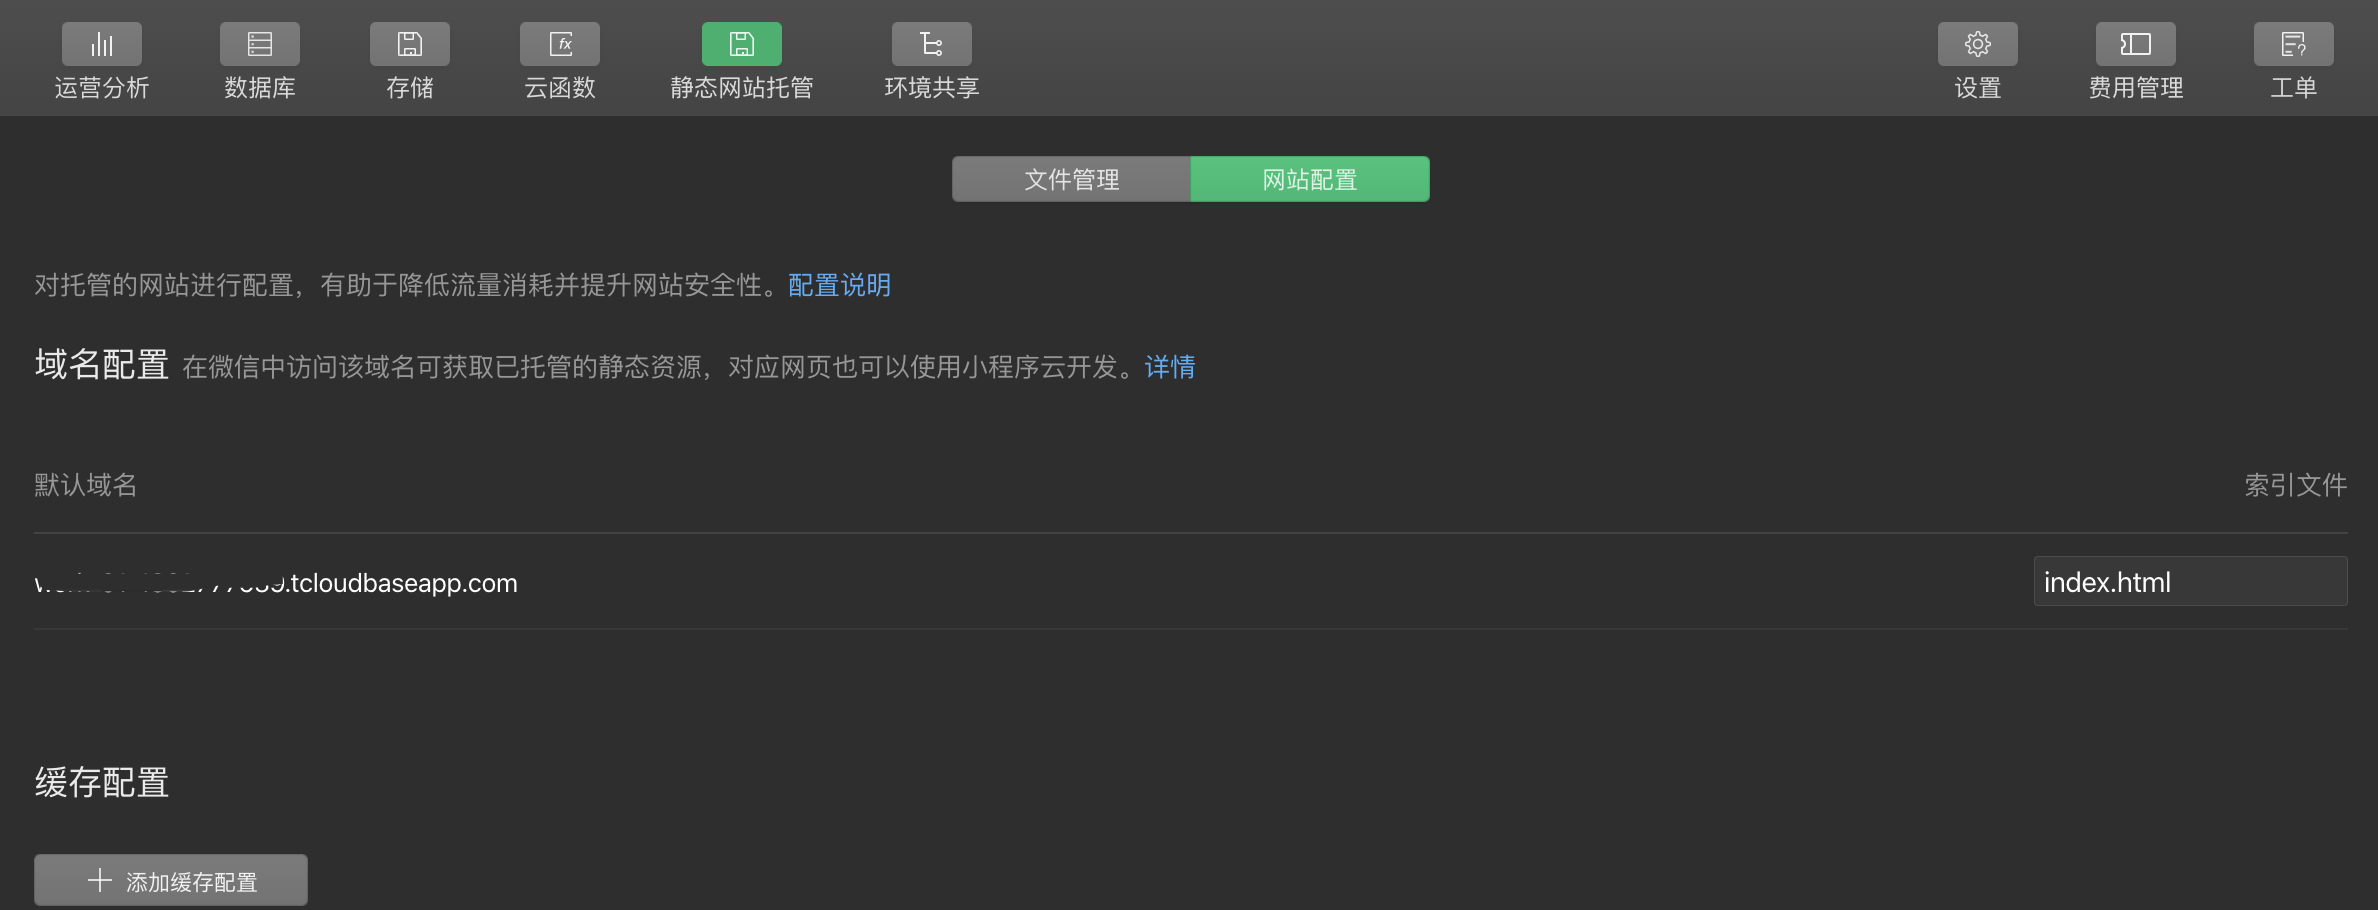 运营分析 数据库 存储 云函数 静态网站托管 环境共享 设置 费用管理 工单
文件管理 网站配置
对托管的网站进行配置，有助于降低流量消耗并提升网站安全性。配置说明
域名配置 在微信中访问该域名可获取已托管的静态资源，对应网页也可以使用小程序云开发。详情
默认域名 索引文件
.tcloudbaseapp.com index.html
缓存配置
添加缓存配置